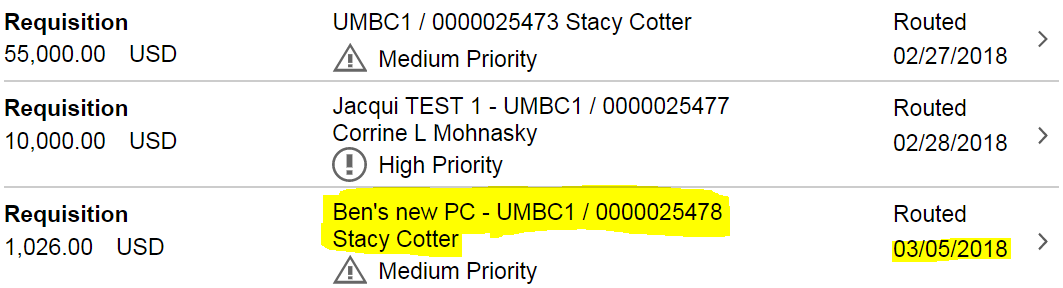 Requisition UMBC1 / 0000025473 Stacy Cotter Routed
55,000.00 USD Medium Priority 02/27/2018
Requisition Jacqui TEST 1 - UMBC1 / 0000025477 Routed
10,000.00 USD Corrine L Mohnasky 02/28/2018
High Priority
Requisition Ben's new PC - UMBC1 / 0000025478 Routed
1,026.00 USD Stacy Cotter 03/05/2018
Medium Priority